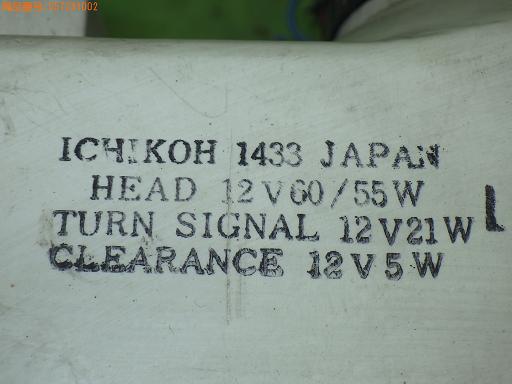 ICHIKOH 1433 JAPAN
HEAD 12V60/55W
TURN SIGNAL 12V21W
L
CLEARANCE 12V5W